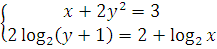 x + 2y² = 3
2 log₂(y + 1) = 2 + log₂ x